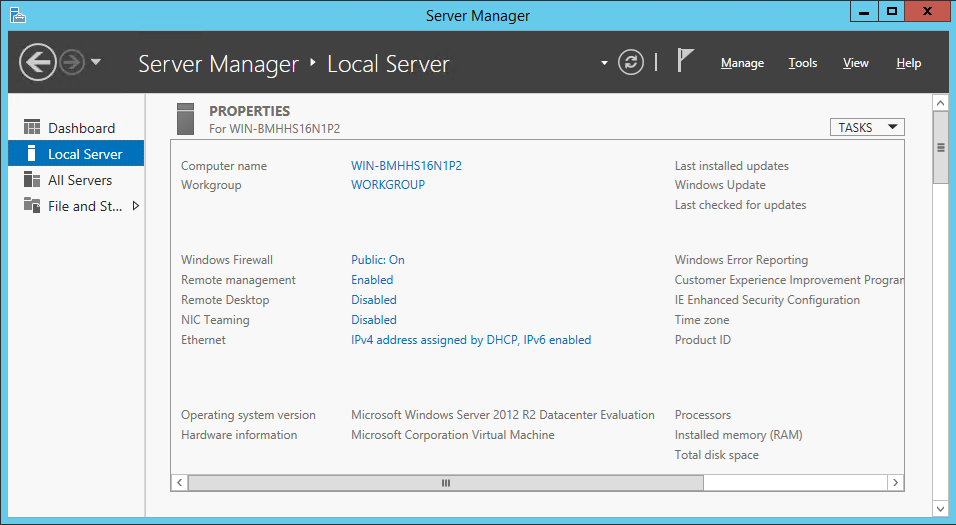 Server Manager
Server Manager ‣ Local Server
Manage Tools View Help
Dashboard
Local Server
All Servers
File and St...
PROPERTIES
For WIN-BMHHS16N1P2
TASKS
Computer name WIN-BMHHS16N1P2 Last installed updates
Workgroup WORKGROUP Windows Update
Last checked for updates
Windows Firewall Public: On Windows Error Reporting
Remote management Enabled Customer Experience Improvement Program
Remote Desktop Disabled IE Enhanced Security Configuration
NIC Teaming Disabled Time zone
Ethernet IPv4 address assigned by DHCP, IPv6 enabled Product ID
Operating system version Microsoft Windows Server 2012 R2 Datacenter Evaluation Processors
Hardware information Microsoft Corporation Virtual Machine Installed memory (RAM)
Total disk space